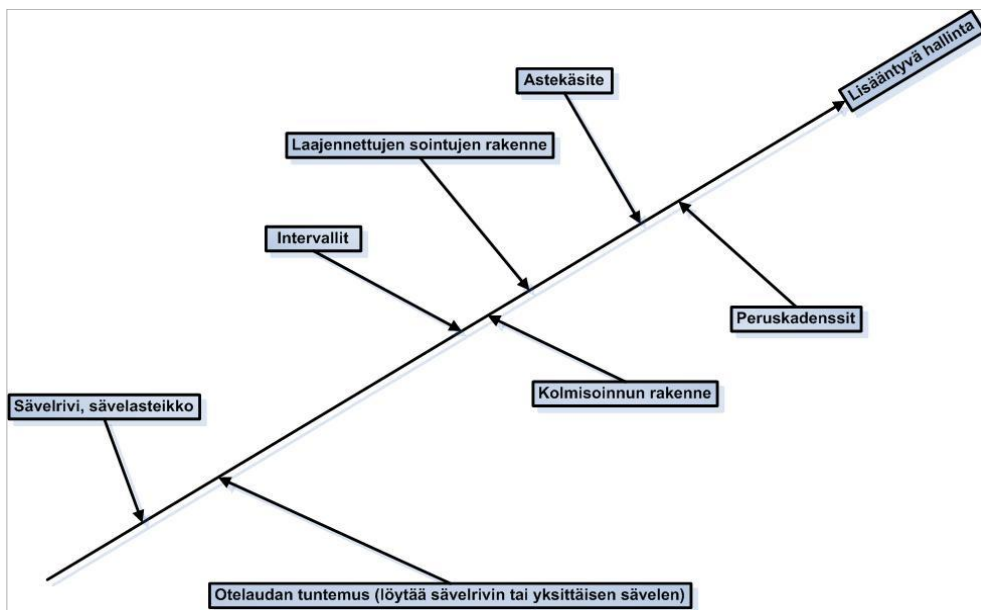 Lisääntyvä hallinta
Astekäsite
Laajennettujen sointujen rakenne
Intervallit
Peruskadenssit
Kolmisoinnun rakenne
Sävelrivi, sävelasteikko
Otelaudan tuntemus (löytää sävelrivin tai yksittäisen sävelen)